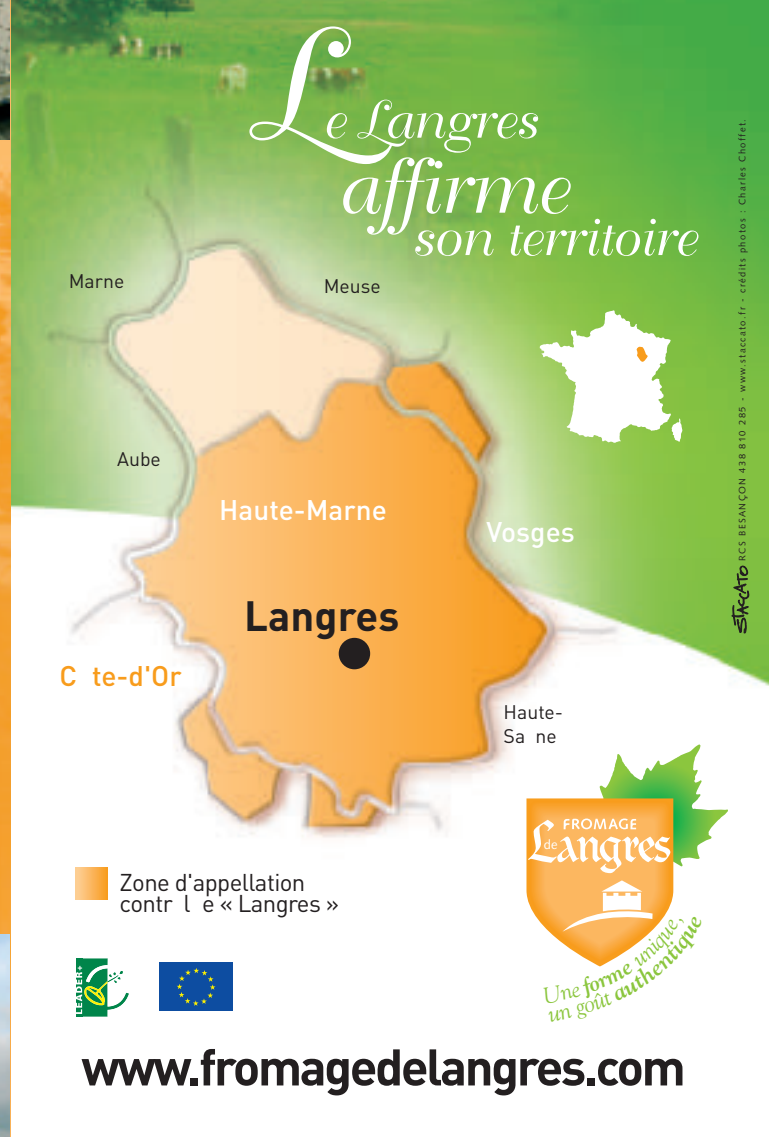 Le Langres
affirme
son territoire
Marne
Meuse
Aube
Haute-Marne
Vosges
Langres
C te-d'Or
Haute-
Sa ne
Zone d'appellation
contr l e « Langres »
FROMAGE
de Langres
Une forme unique,
un goût authentique
LEADER+
www.fromagedelangres.com
STACCATO RCS BESANÇON 438 810 285 - www.staccato.fr - crédits photos : Charles Choffet.